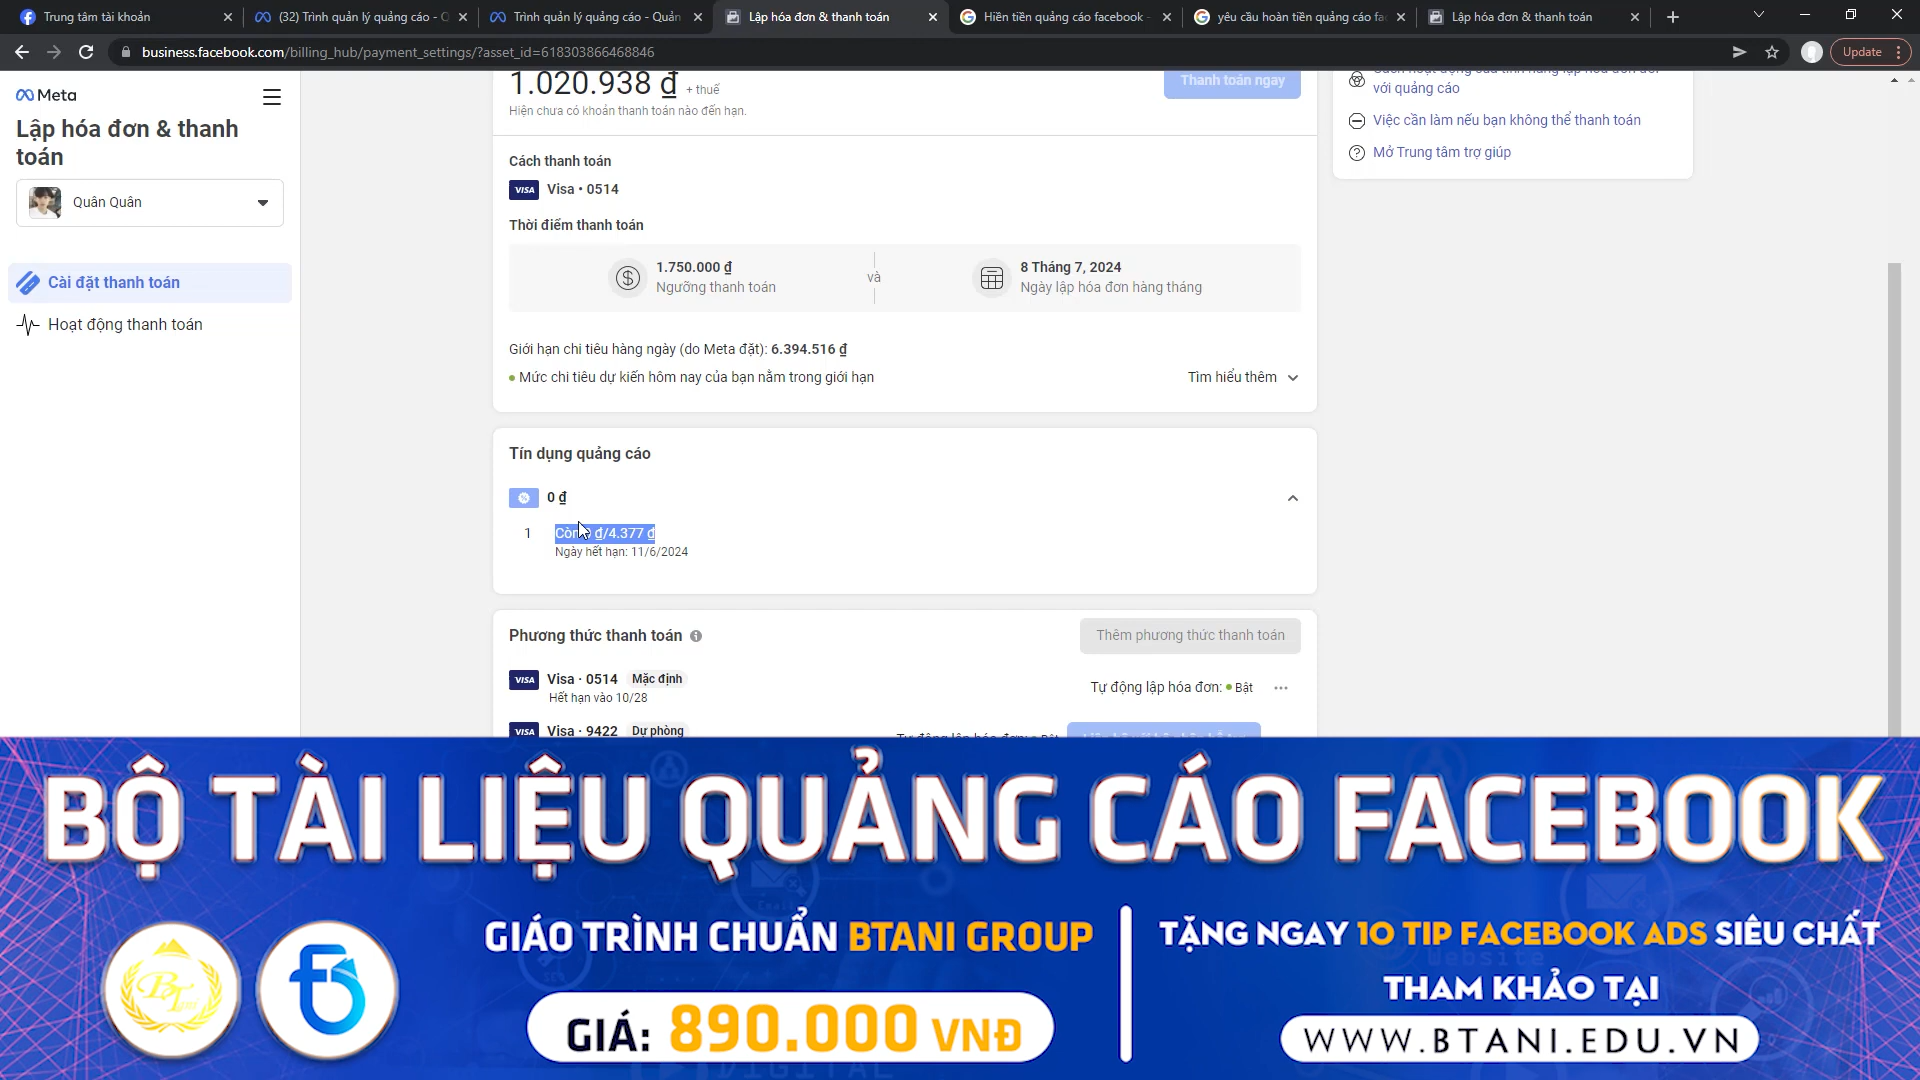 Trung tâm tài khoản
(32) Trình quản lý quảng cáo - Q
Trình quản lý quảng cáo - Quản
Lập hóa đơn & thanh toán
Hiền tiền quảng cáo facebook -
yêu cầu hoàn tiền quảng cáo fa
Lập hóa đơn & thanh toán
business.facebook.com/billing_hub/payment_settings/?asset_id=618303866468846
Update
Meta
Lập hóa đơn & thanh toán
Quân Quân
Cài đặt thanh toán
Hoạt động thanh toán
1.020.938 ₫ + thuế
Thanh toán ngay
Hiện chưa có khoản thanh toán nào đến hạn.
Cách thanh toán
VISA Visa • 0514
Thời điểm thanh toán
1.750.000 ₫
Ngưỡng thanh toán
và
8 Tháng 7, 2024
Ngày lập hóa đơn hàng tháng
Giới hạn chi tiêu hàng ngày (do Meta đặt): 6.394.516 ₫
Mức chi tiêu dự kiến hôm nay của bạn nằm trong giới hạn
Tìm hiểu thêm
với quảng cáo
Việc cần làm nếu bạn không thể thanh toán
Mở Trung tâm trợ giúp
Tín dụng quảng cáo
0 ₫
1 Còn 0 ₫/4.377 ₫
Ngày hết hạn: 11/6/2024
Phương thức thanh toán
Thêm phương thức thanh toán
VISA Visa · 0514 Mặc định
Hết hạn vào 10/28
Tự động lập hóa đơn: Bật
VISA Visa · 9422 Dự phòng
BỘ TÀI LIỆU QUẢNG CÁO FACEBOOK
GIÁO TRÌNH CHUẨN BTANI GROUP
GIÁ: 890.000 VNĐ
TẶNG NGAY 10 TIP FACEBOOK ADS SIÊU CHẤT
THAM KHẢO TẠI
WWW.BTANI.EDU.VN